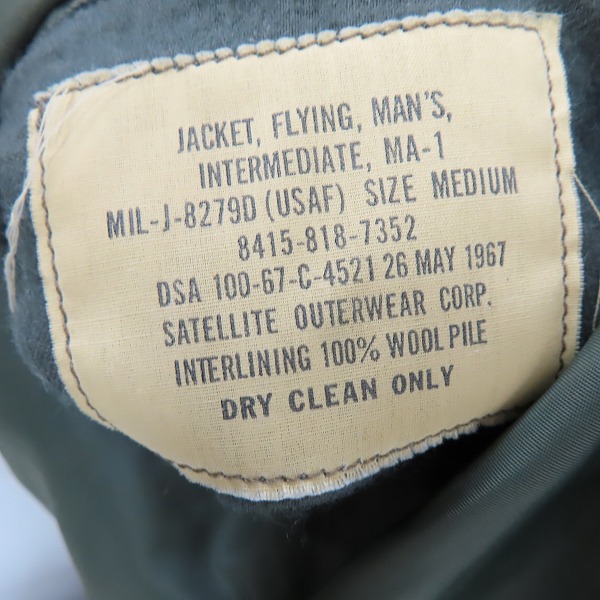 JACKET, FLYING, MAN'S,
INTERMEDIATE, MA-1
MIL-J-8279D (USAF) SIZE MEDIUM
8415-818-7352
DSA 100-67-C-4521 26 MAY 1967
SATELLITE OUTERWEAR CORP.
INTERLINING 100% WOOL PILE
DRY CLEAN ONLY